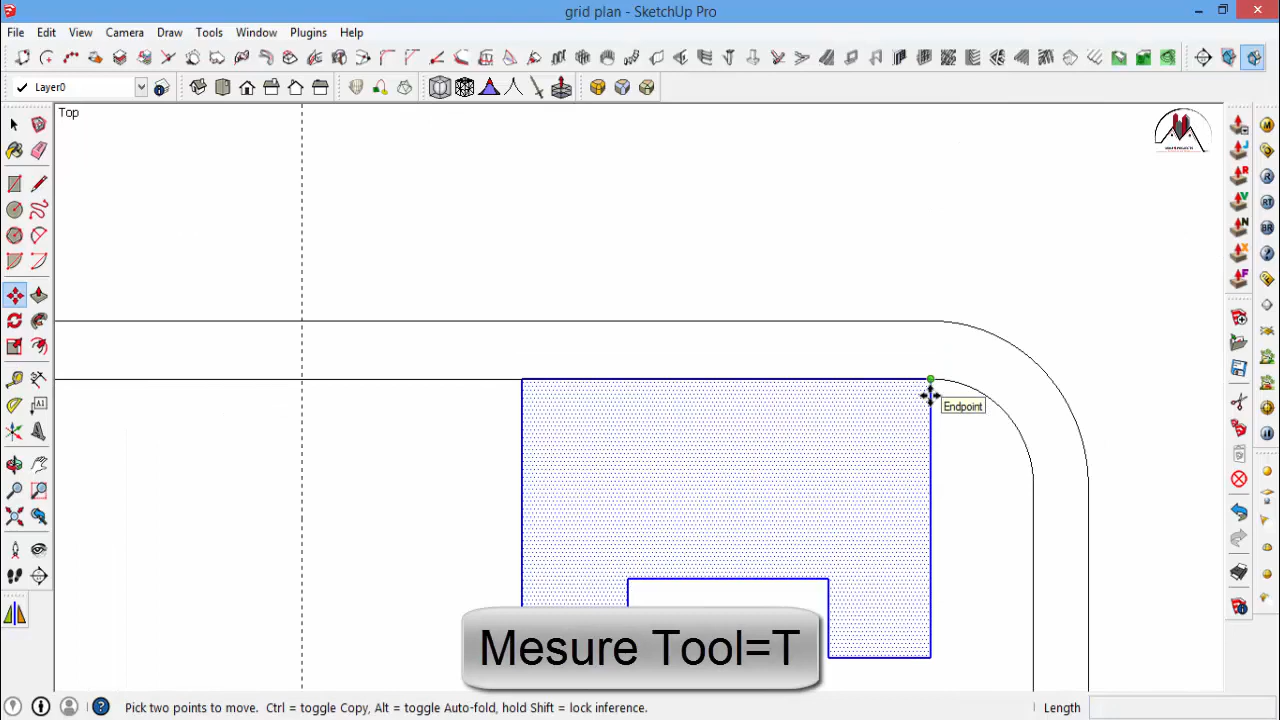 grid plan - SketchUp Pro
File Edit View Camera Draw Tools Window Plugins Help
Layer0
Top
Endpoint
Mesure Tool=T
Pick two points to move. Ctrl = toggle Copy, Alt = toggle Auto-fold, hold Shift = lock inference.
Length